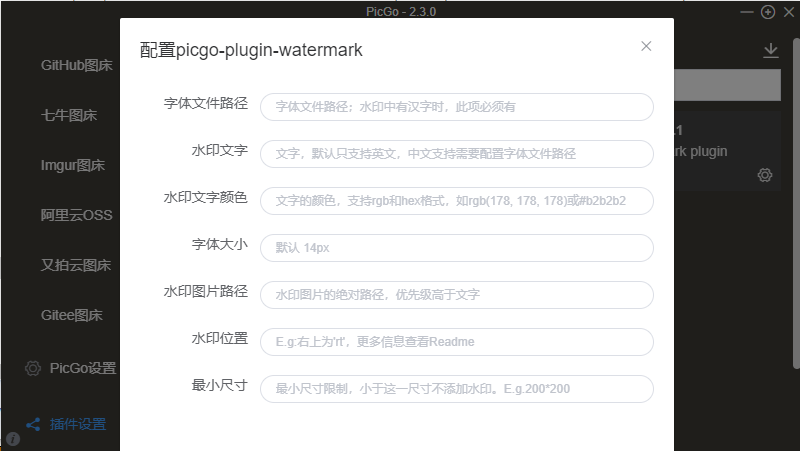 PicGo - 2.3.0
配置picgo-plugin-watermark
GitHub图床
七牛图床
Imgur图床
阿里云OSS
又拍云图床
Gitee图床
PicGo设置
插件设置
字体文件路径
字体文件路径；水印中有汉字时，此项必须有
水印文字
文字，默认只支持英文，中文支持需要配置字体文件路径
水印文字颜色
文字的颜色，支持rgb和hex格式，如rgb(178, 178, 178)或#b2b2b2
字体大小
默认 14px
水印图片路径
水印图片的绝对路径，优先级高于文字
水印位置
E.g:右上为'rt'，更多信息查看Readme
最小尺寸
最小尺寸限制，小于这一尺寸不添加水印。E.g.200*200
.1
rk plugin